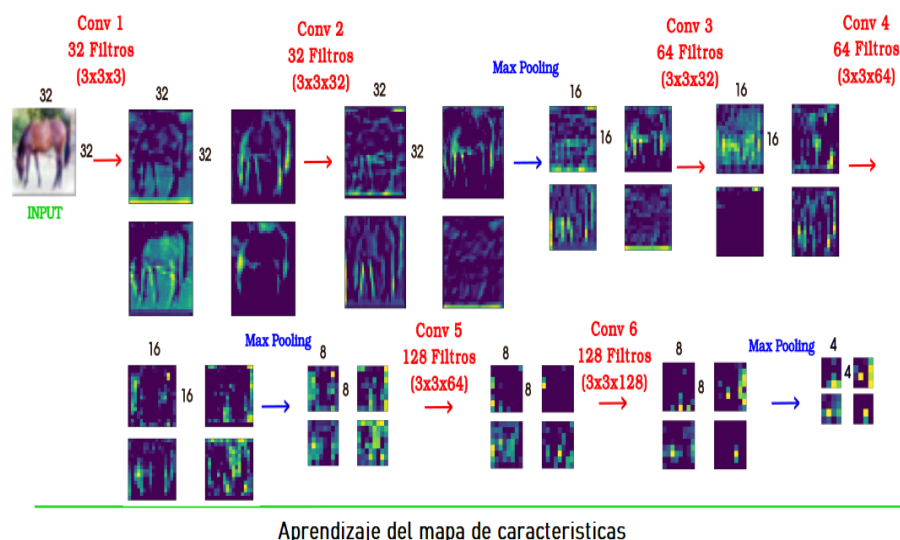 Conv 1
32 Filtros
(3x3x3)
Conv 2
32 Filtros
(3x3x32)
Max Pooling
Conv 3
64 Filtros
(3x3x32)
Conv 4
64 Filtros
(3x3x64)
32
32
32
32
32
32
16
16
16
16
INPUT
16
16
Max Pooling
8
8
Conv 5
128 Filtros
(3x3x64)
8
8
Conv 6
128 Filtros
(3x3x128)
8
8
Max Pooling
4
4
Aprendizaje del mapa de caracteristicas